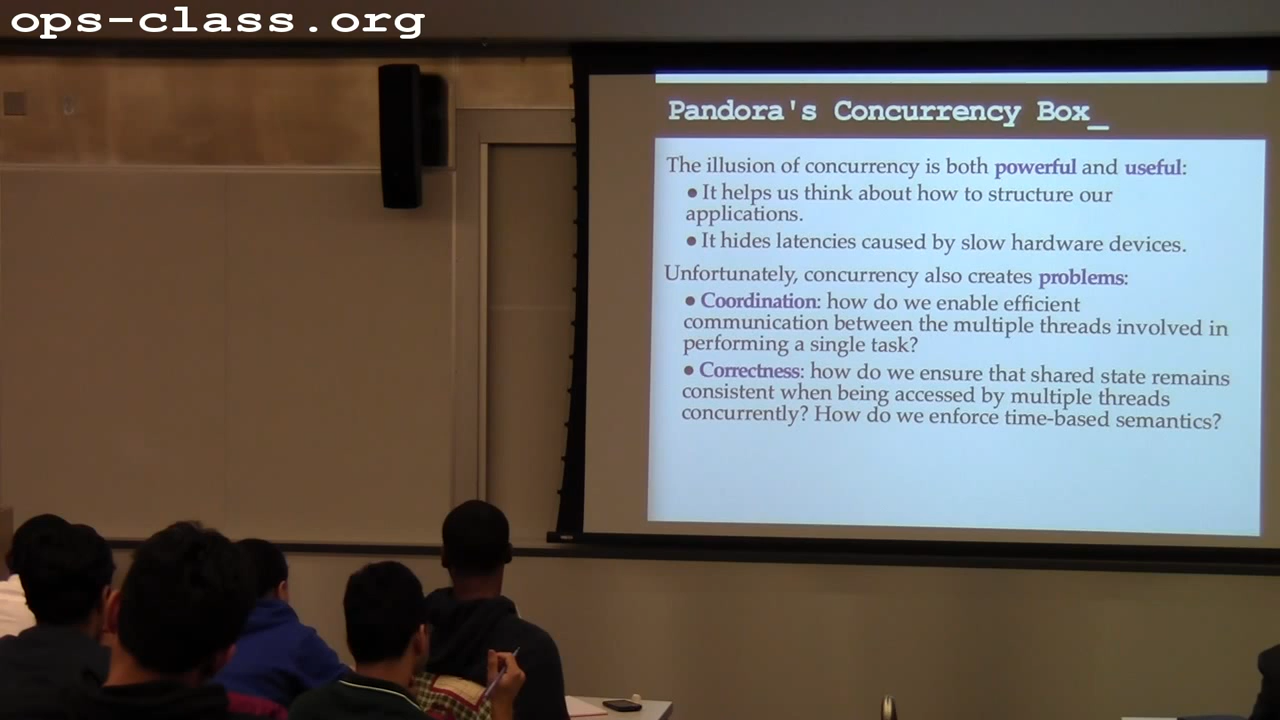 ops-class.org
Pandora's Concurrency Box_
The illusion of concurrency is both powerful and useful:
● It helps us think about how to structure our
applications.
● It hides latencies caused by slow hardware devices.
Unfortunately, concurrency also creates problems:
● Coordination: how do we enable efficient
communication between the multiple threads involved in
performing a single task?
● Correctness: how do we ensure that shared state remains
consistent when being accessed by multiple threads
concurrently? How do we enforce time-based semantics?